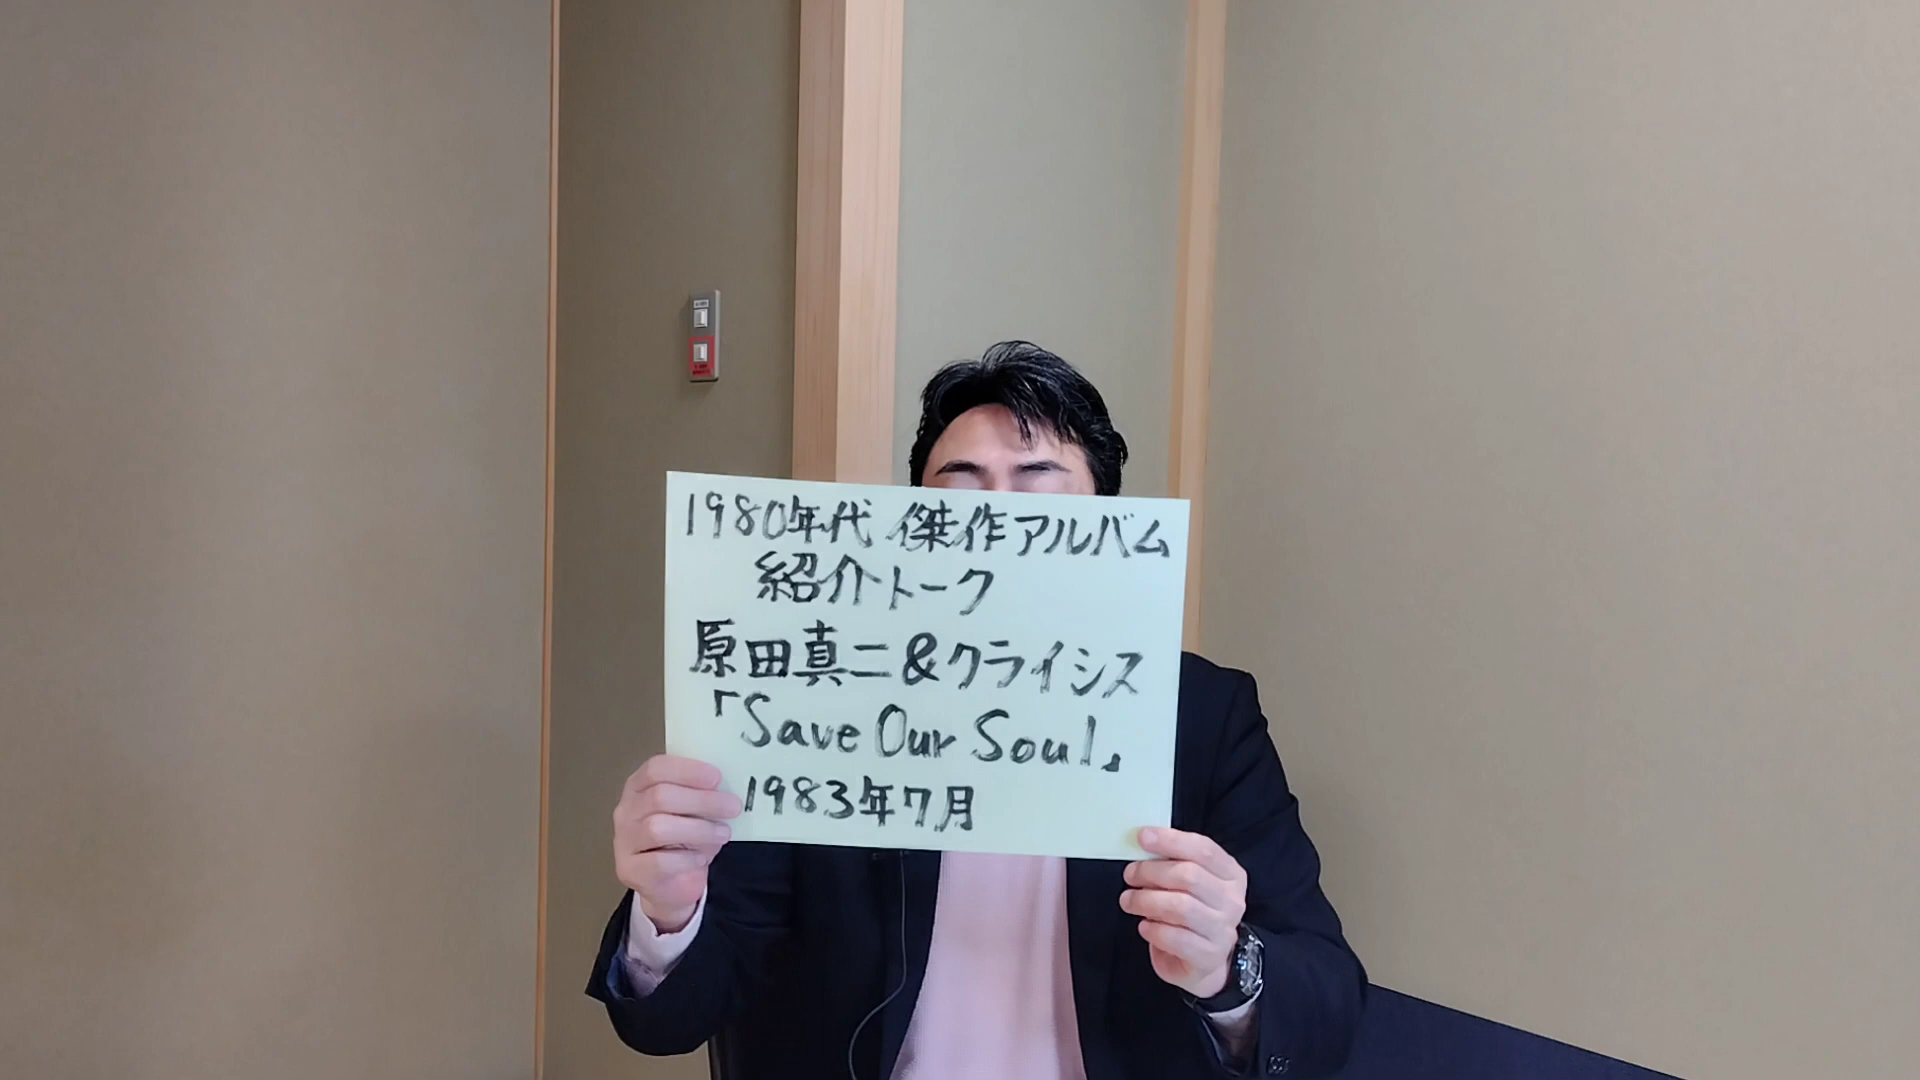 1980年代 傑作アルバム
紹介トーク
原田真二&クライシス
「Save Our Soul」
1983年7月